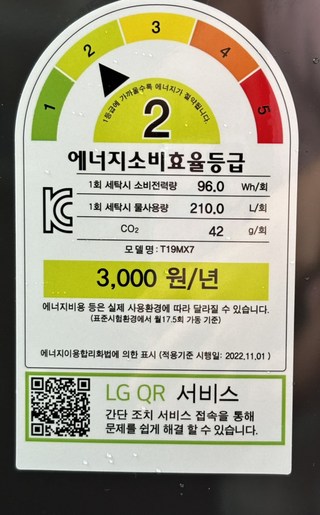 1 2 3 4 5
1등급에 가까울수록 에너지가 절약됩니다.
2
에너지소비효율등급
1회 세탁시 소비전력량 96.0 Wh/회
1회 세탁시 물사용량 210.0 L/회
CO₂ 42 g/회
모델명 : T19MX7
3,000 원/년
에너지비용 등은 실제 사용환경에 따라 달라질 수 있습니다.
(표준시험환경에서 월17.5회 가동 기준)
에너지이용합리화법에 의한 표시 (적용기준 시행일: 2022.11.01)
LG QR 서비스
간단 조치 서비스 접속을 통해
문제를 쉽게 해결 할 수 있습니다.